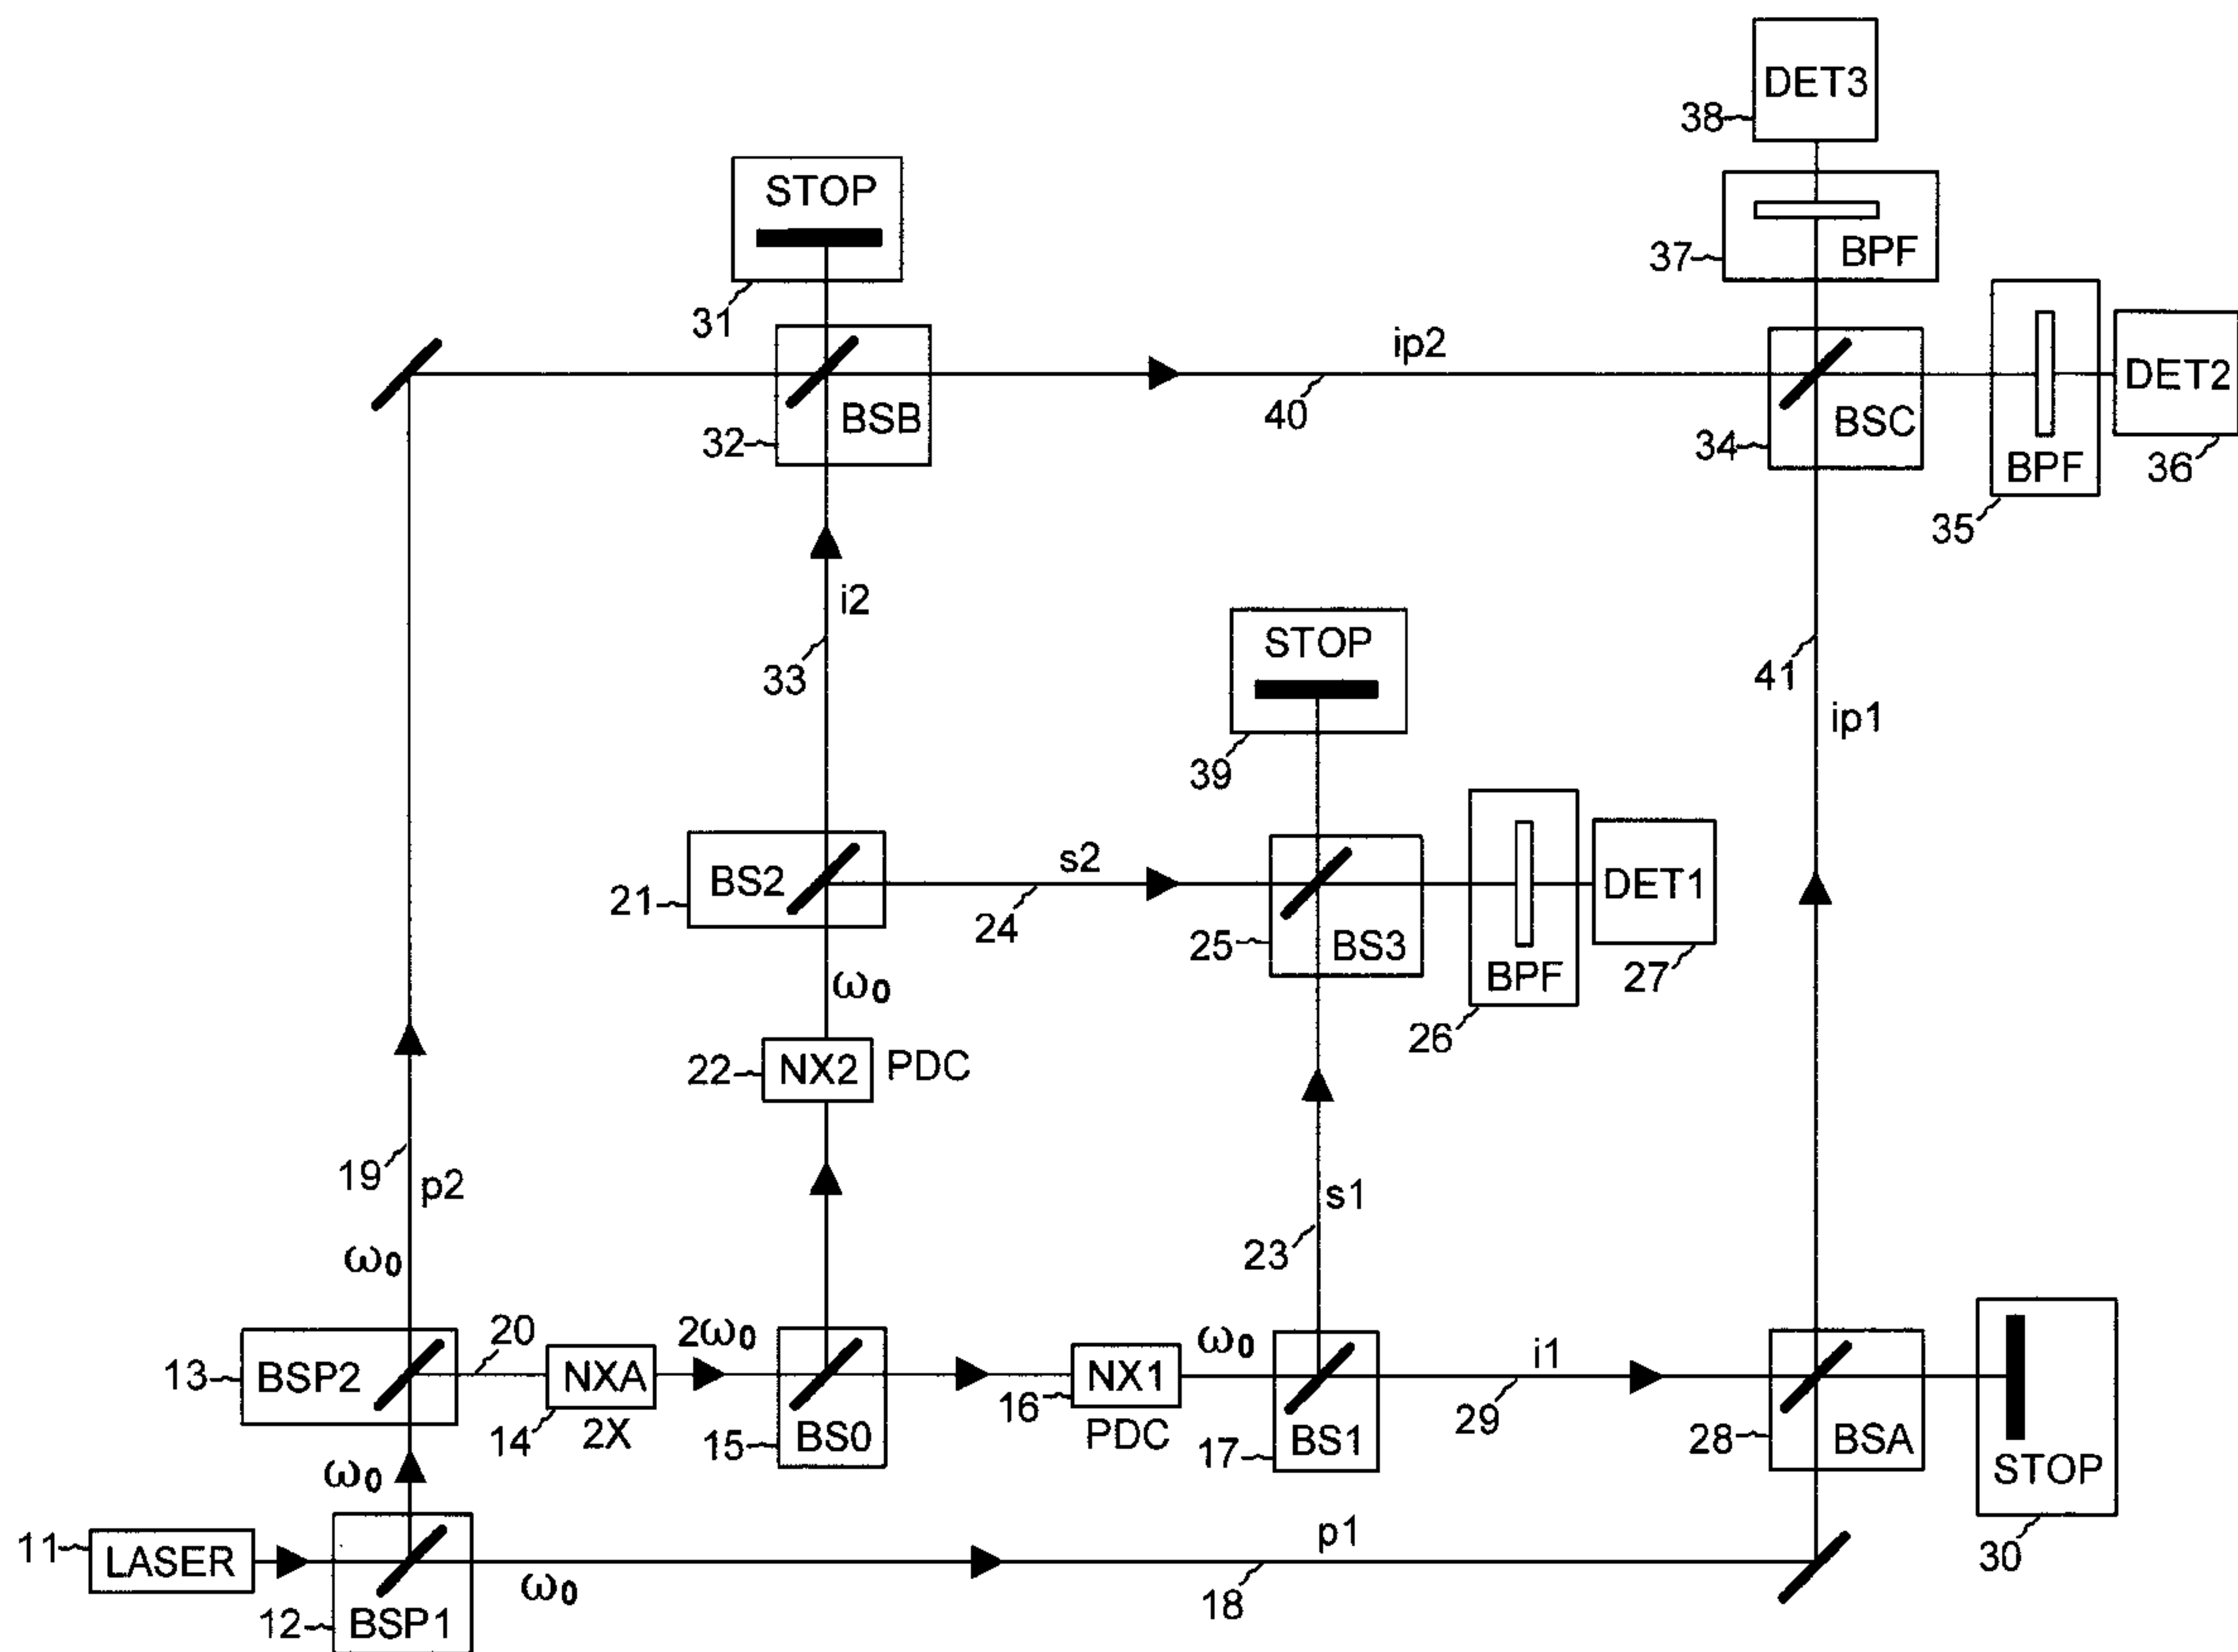 DET3
38
STOP
37
BPF
31
ip2
DET2
BSB
40
BSC
32
34
BPF
36
35
i2
STOP
33
41
39
ip1
s2
BS2
DET1
21
24
25
BS3
BPF
27
ω0
26
22
NX2
PDC
19
p2
s1
23
ω0
20
2ω0
ω0
i1
13
BSP2
NXA
NX1
14
2X
15
BS0
16
PDC
17
BS1
29
28
BSA
STOP
ω0
p1
11
LASER
30
ω0
18
12
BSP1